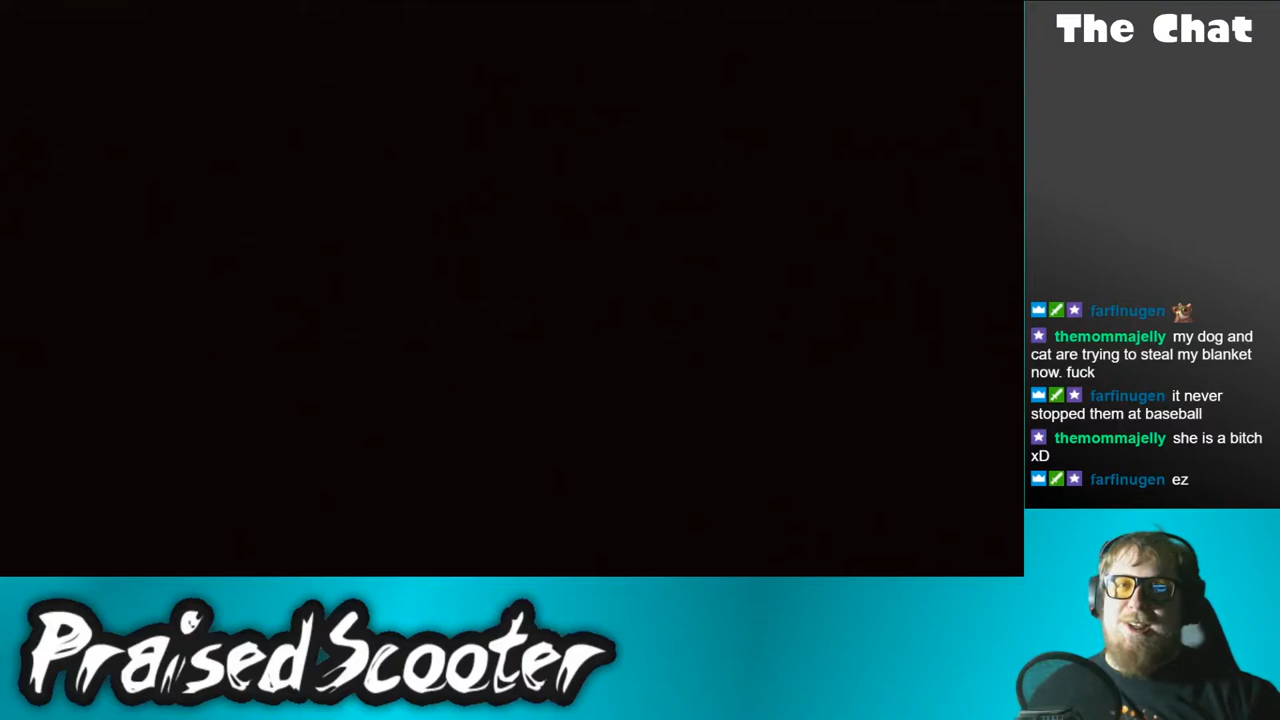 The Chat
farfinugen
themommajelly my dog and
cat are trying to steal my blanket
now. fuck
farfinugen it never
stopped them at baseball
themommajelly she is a bitch
xD
farfinugen ez
PraisedScooter